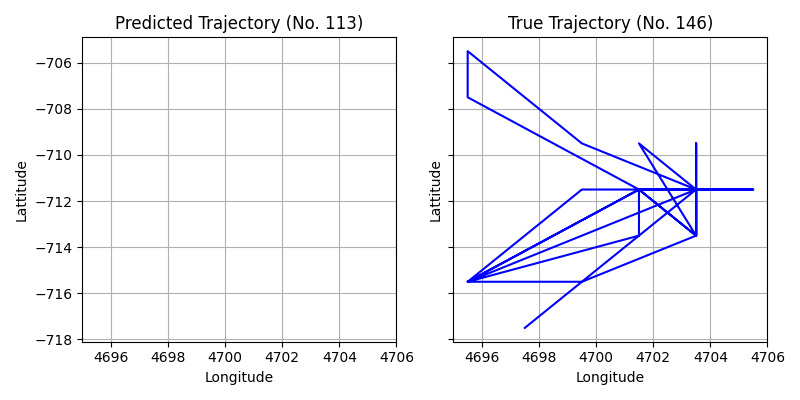 Predicted Trajectory (No. 113)
True Trajectory (No. 146)
Lattitude
−706
−708
−710
−712
−714
−716
−718
4696 4698 4700 4702 4704 4706
Longitude
Lattitude
4696 4698 4700 4702 4704 4706
Longitude